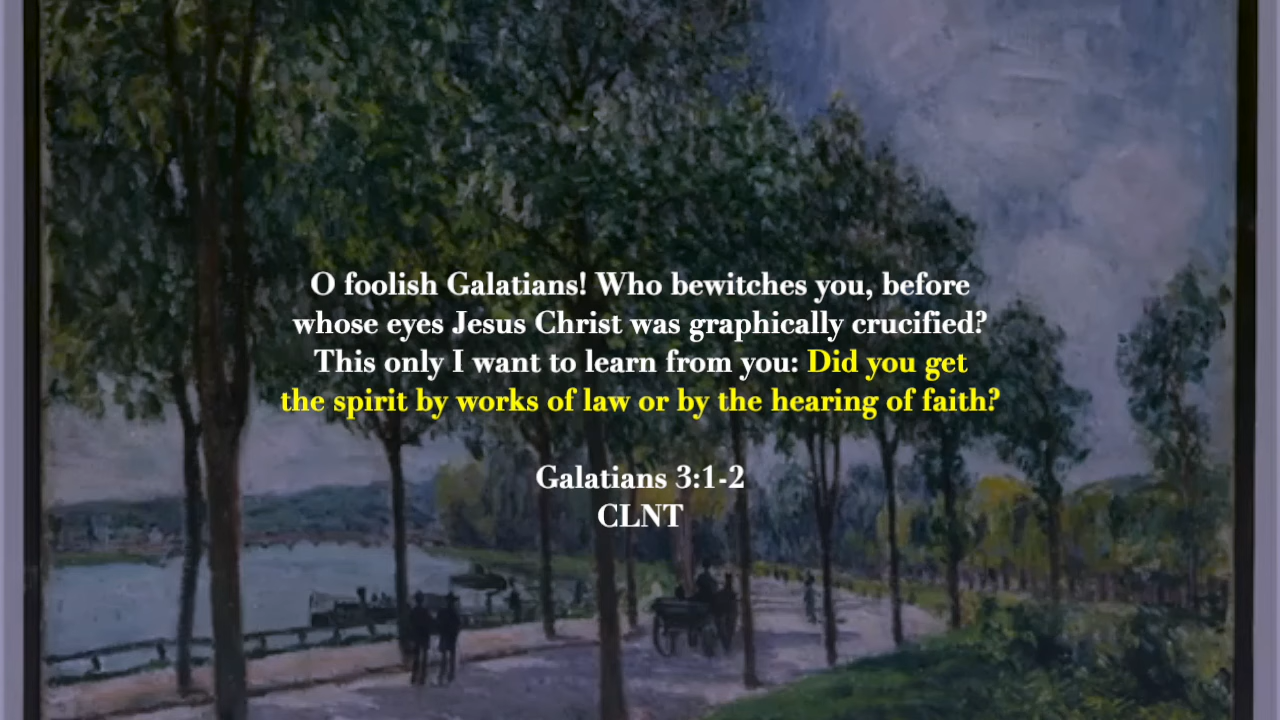 O foolish Galatians! Who bewitches you, before
whose eyes Jesus Christ was graphically crucified?
This only I want to learn from you: Did you get
the spirit by works of law or by the hearing of faith?
Galatians 3:1-2
CLNT